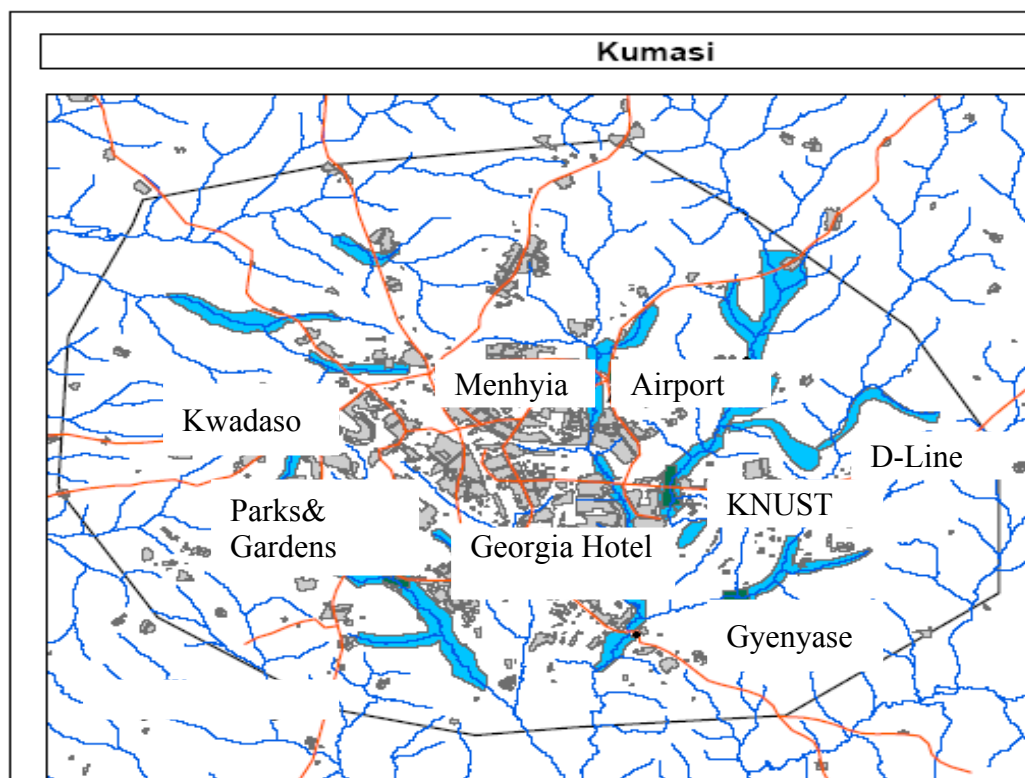 Kumasi
Menhyia
Airport
Kwadaso
D-Line
Parks&
Gardens
Georgia Hotel
KNUST
Gyenyase